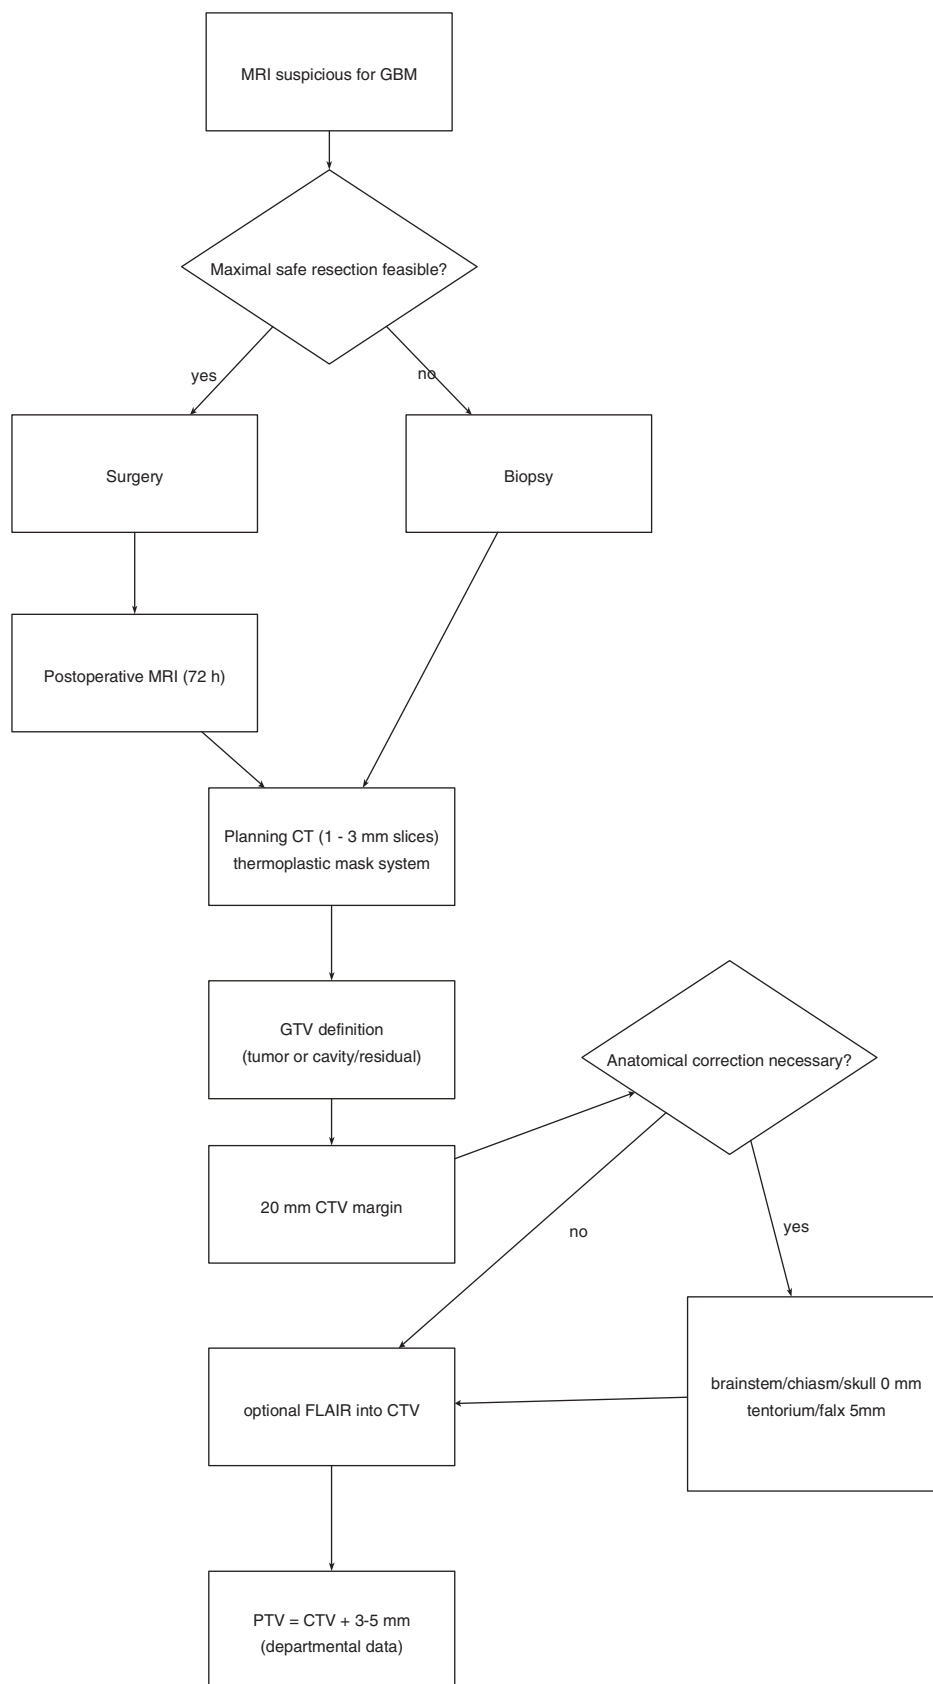 MRI suspicious for GBM
Maximal safe resection feasible?
yes
no
Surgery
Biopsy
Postoperative MRI (72 h)
Planning CT (1 - 3 mm slices)
thermoplastic mask system
GTV definition
(tumor or cavity/residual)
Anatomical correction necessary?
20 mm CTV margin
no
yes
brainstem/chiasm/skull 0 mm
tentorium/falx 5mm
optional FLAIR into CTV
PTV = CTV + 3-5 mm
(departmental data)